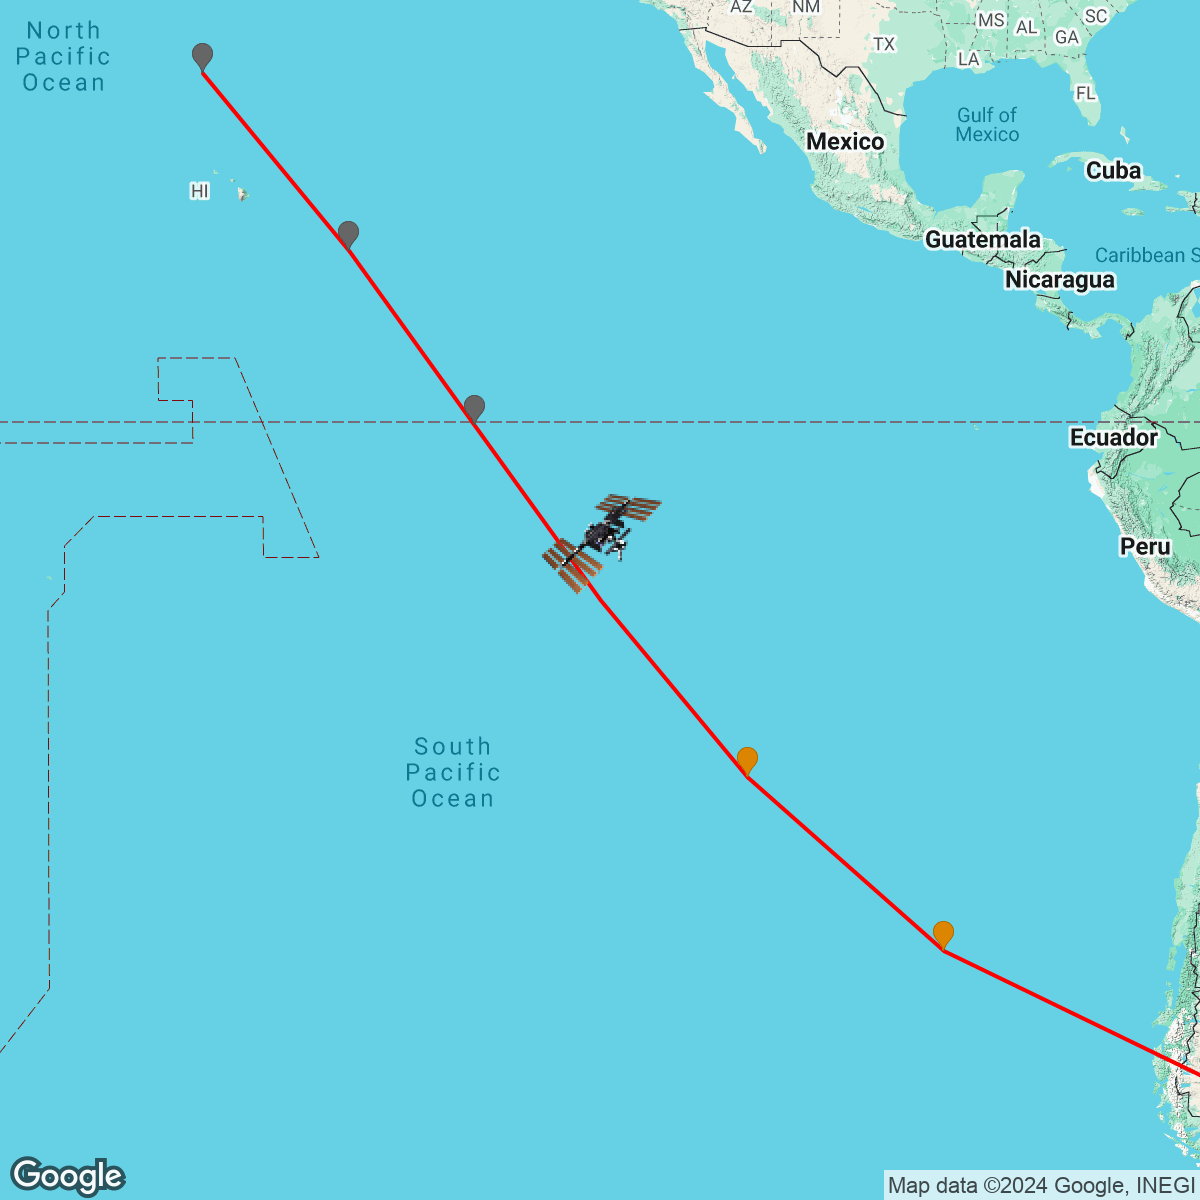 North
Pacific
Ocean
AZ
NM
MS
AL
SC
GA
TX
LA
FL
Gulf of
Mexico
Mexico
Cuba
HI
Guatemala
Caribbean S
Nicaragua
Ecuador
Peru
South
Pacific
Ocean
Google
Map data ©2024 Google, INEGI